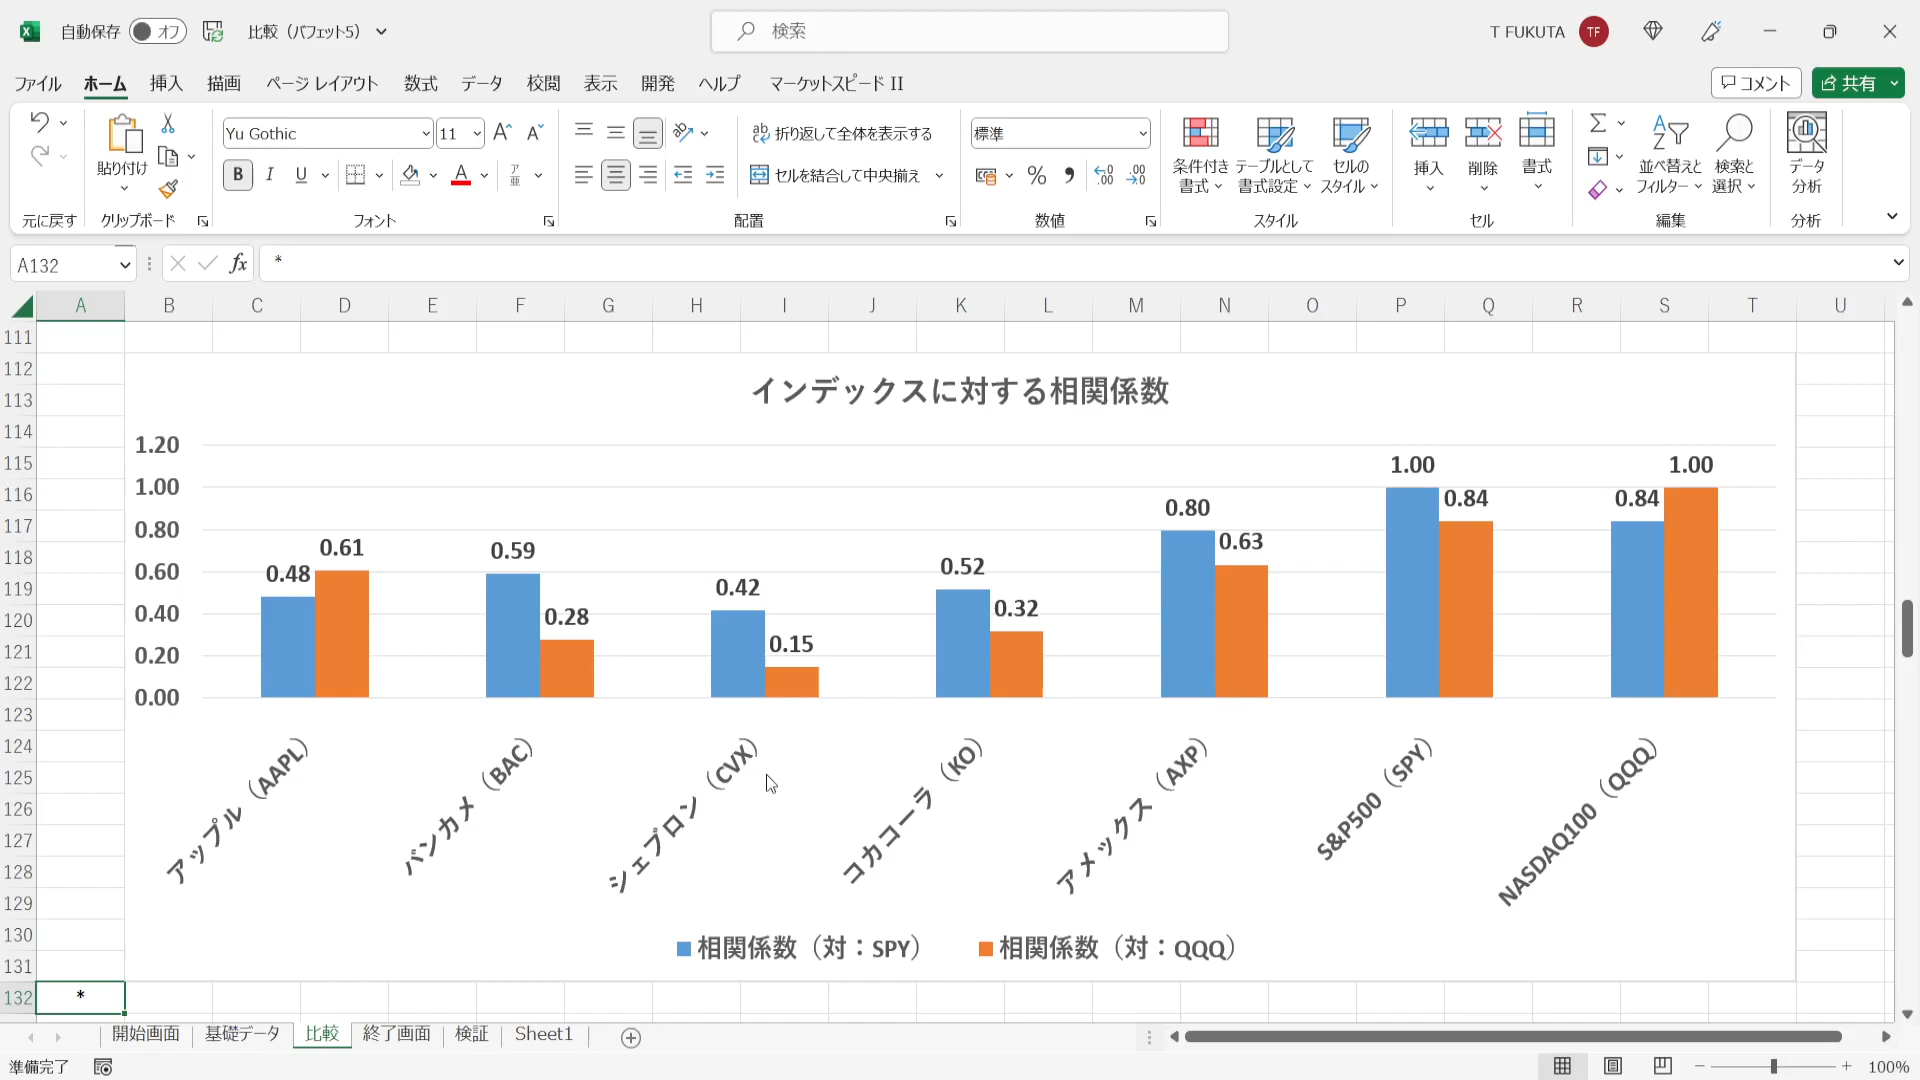 自動保存 オフ 比較（バフェット5） 検索 T FUKUTA TF
ファイル ホーム 挿入 描画 ページ レイアウト 数式 データ 校閲 表示 開発 ヘルプ マーケットスピード II コメント 共有
貼り付け Yu Gothic 11 折り返して全体を表示する 標準 条件付き書式 テーブルとして書式設定 セルのスタイル 挿入 削除 書式 並べ替えとフィルター 検索と選択 データ分析
B I U A ア亜 セルを結合して中央揃え % 
元に戻す クリップボード フォント 配置 数値 スタイル セル 編集 分析
A132 fx *
A B C D E F G H I J K L M N O P Q R S T U
111
112
113
114
115
116
117
118
119
120
121
122
123
124
125
126
127
128
129
130
131
132 *
インデックスに対する相関係数
1.20
1.00
0.80
0.60
0.40
0.20
0.00
0.48 0.61 0.59 0.28 0.42 0.15 0.52 0.32 0.80 0.63 1.00 0.84 0.84 1.00
アップル（AAPL）
バンカメ（BAC）
シェブロン（CVX）
コカコーラ（KO）
アメックス（AXP）
S&P500（SPY）
NASDAQ100（QQQ）
相関係数（対：SPY） 相関係数（対：QQQ）
開始画面 基礎データ 比較 終了画面 検証 Sheet1
準備完了 100%